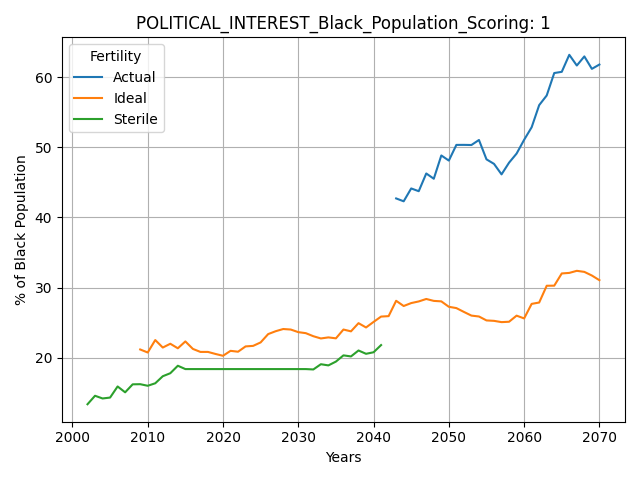 POLITICAL_INTEREST_Black_Population_Scoring: 1
Fertility
Actual
Ideal
Sterile
% of Black Population
60
50
40
30
20
2000 2010 2020 2030 2040 2050 2060 2070
Years